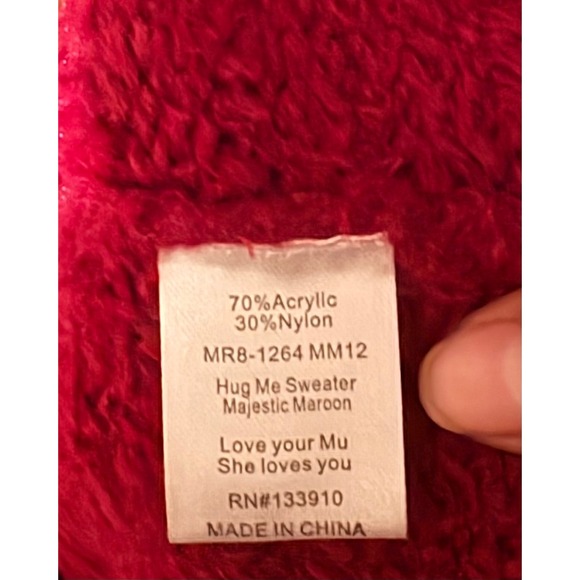 70%Acrylic
30%Nylon
MR8-1264 MM12
Hug Me Sweater
Majestic Maroon
Love your Mu
She loves you
RN#133910
MADE IN CHINA